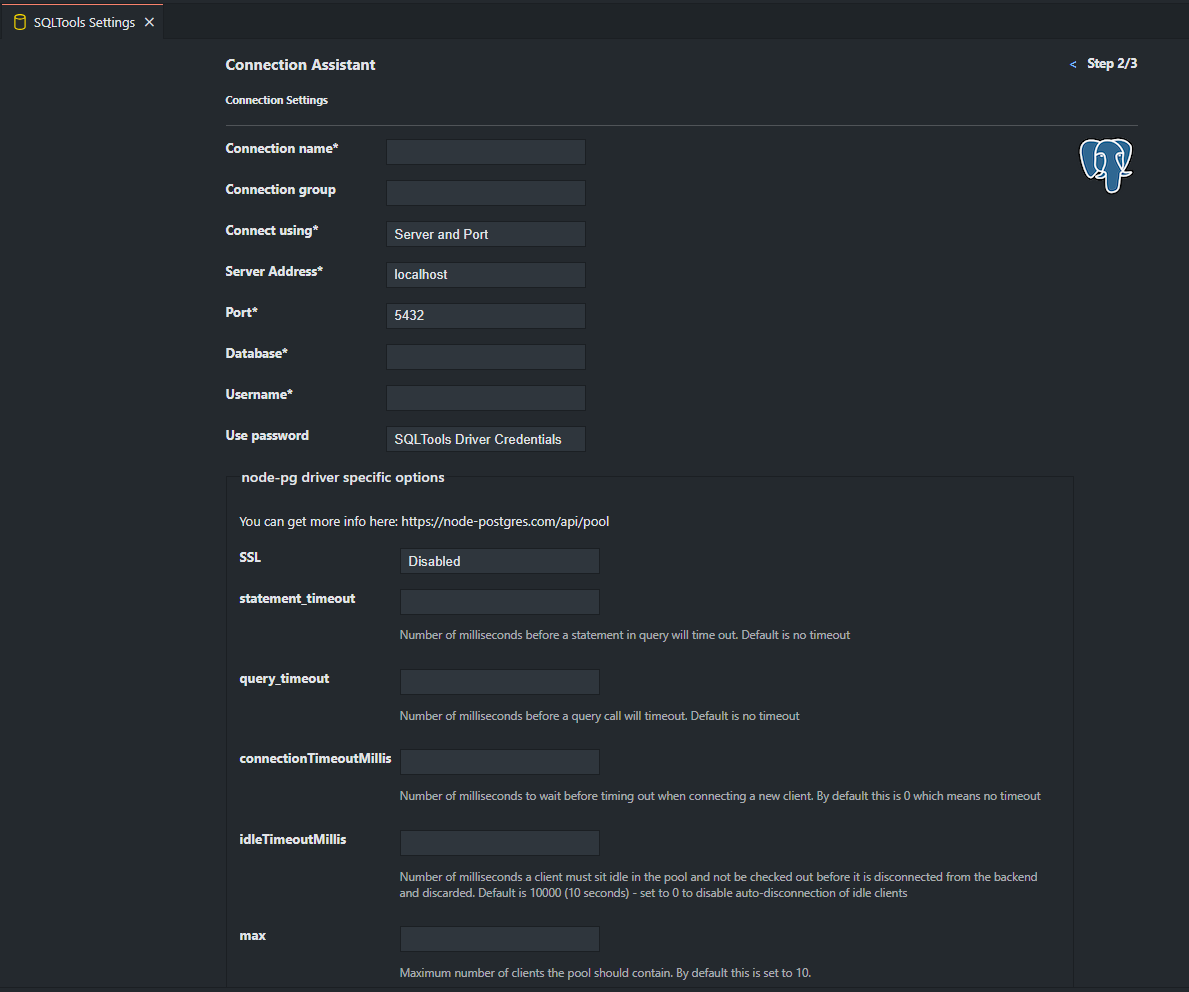 SQLTools Settings
Connection Assistant
< Step 2/3
Connection Settings
Connection name*
Connection group
Connect using* Server and Port
Server Address* localhost
Port* 5432
Database*
Username*
Use password SQLTools Driver Credentials
node-pg driver specific options
You can get more info here: https://node-postgres.com/api/pool
SSL Disabled
statement_timeout
Number of milliseconds before a statement in query will time out. Default is no timeout
query_timeout
Number of milliseconds before a query call will timeout. Default is no timeout
connectionTimeoutMillis
Number of milliseconds to wait before timing out when connecting a new client. By default this is 0 which means no timeout
idleTimeoutMillis
Number of milliseconds a client must sit idle in the pool and not be checked out before it is disconnected from the backend
and discarded. Default is 10000 (10 seconds) - set to 0 to disable auto-disconnection of idle clients
max
Maximum number of clients the pool should contain. By default this is set to 10.